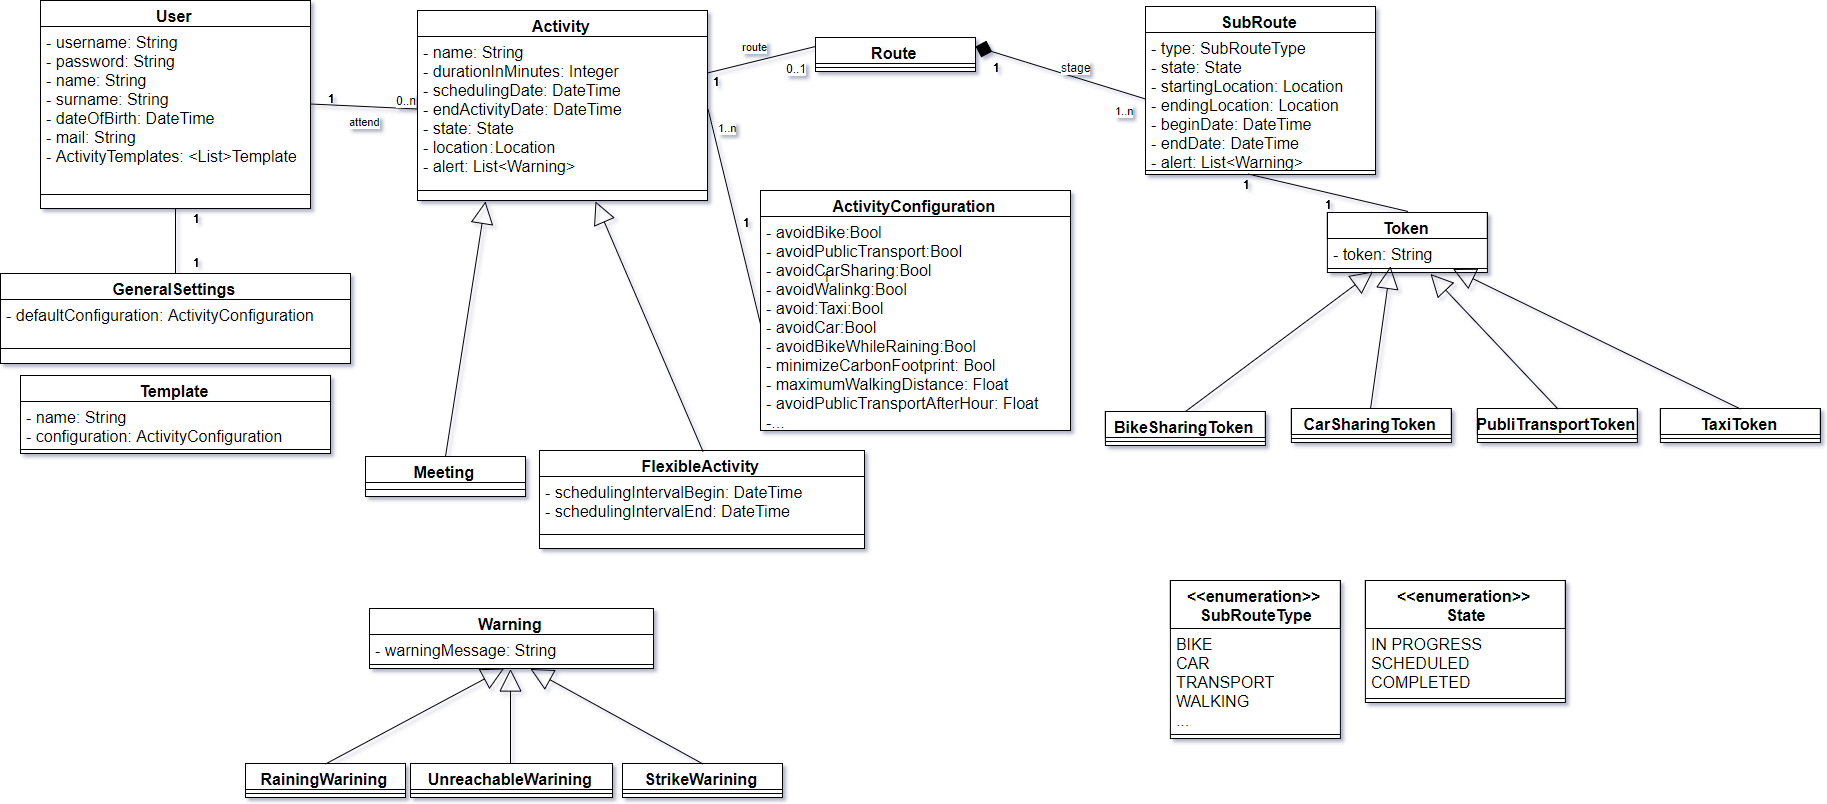 User
- username: String
- password: String
- name: String
- surname: String
- dateOfBirth: DateTime
- mail: String
- ActivityTemplates: <List>Template
1
0..n
attend
Activity
- name: String
- durationInMinutes: Integer
- schedulingDate: DateTime
- endActivityDate: DateTime
- state: State
- location:Location
- alert: List<Warning>
route
1
0..1
Route
1
stage
1..n
SubRoute
- type: SubRouteType
- state: State
- startingLocation: Location
- endingLocation: Location
- beginDate: DateTime
- endDate: DateTime
- alert: List<Warning>
1
1
Token
- token: String
1
1
GeneralSettings
- defaultConfiguration: ActivityConfiguration
Template
- name: String
- configuration: ActivityConfiguration
1..n
1
ActivityConfiguration
- avoidBike:Bool
- avoidPublicTransport:Bool
- avoidCarSharing:Bool
- avoidWalinkg:Bool
- avoid:Taxi:Bool
- avoidCar:Bool
- avoidBikeWhileRaining:Bool
- minimizeCarbonFootprint: Bool
- maximumWalkingDistance: Float
- avoidPublicTransportAfterHour: Float
-...
Meeting
FlexibleActivity
- schedulingIntervalBegin: DateTime
- schedulingIntervalEnd: DateTime
BikeSharingToken
CarSharingToken
PubliTransportToken
TaxiToken
Warning
- warningMessage: String
RainingWarining
UnreachableWarining
StrikeWarining
<<enumeration>>
SubRouteType
BIKE
CAR
TRANSPORT
WALKING
...
<<enumeration>>
State
IN PROGRESS
SCHEDULED
COMPLETED